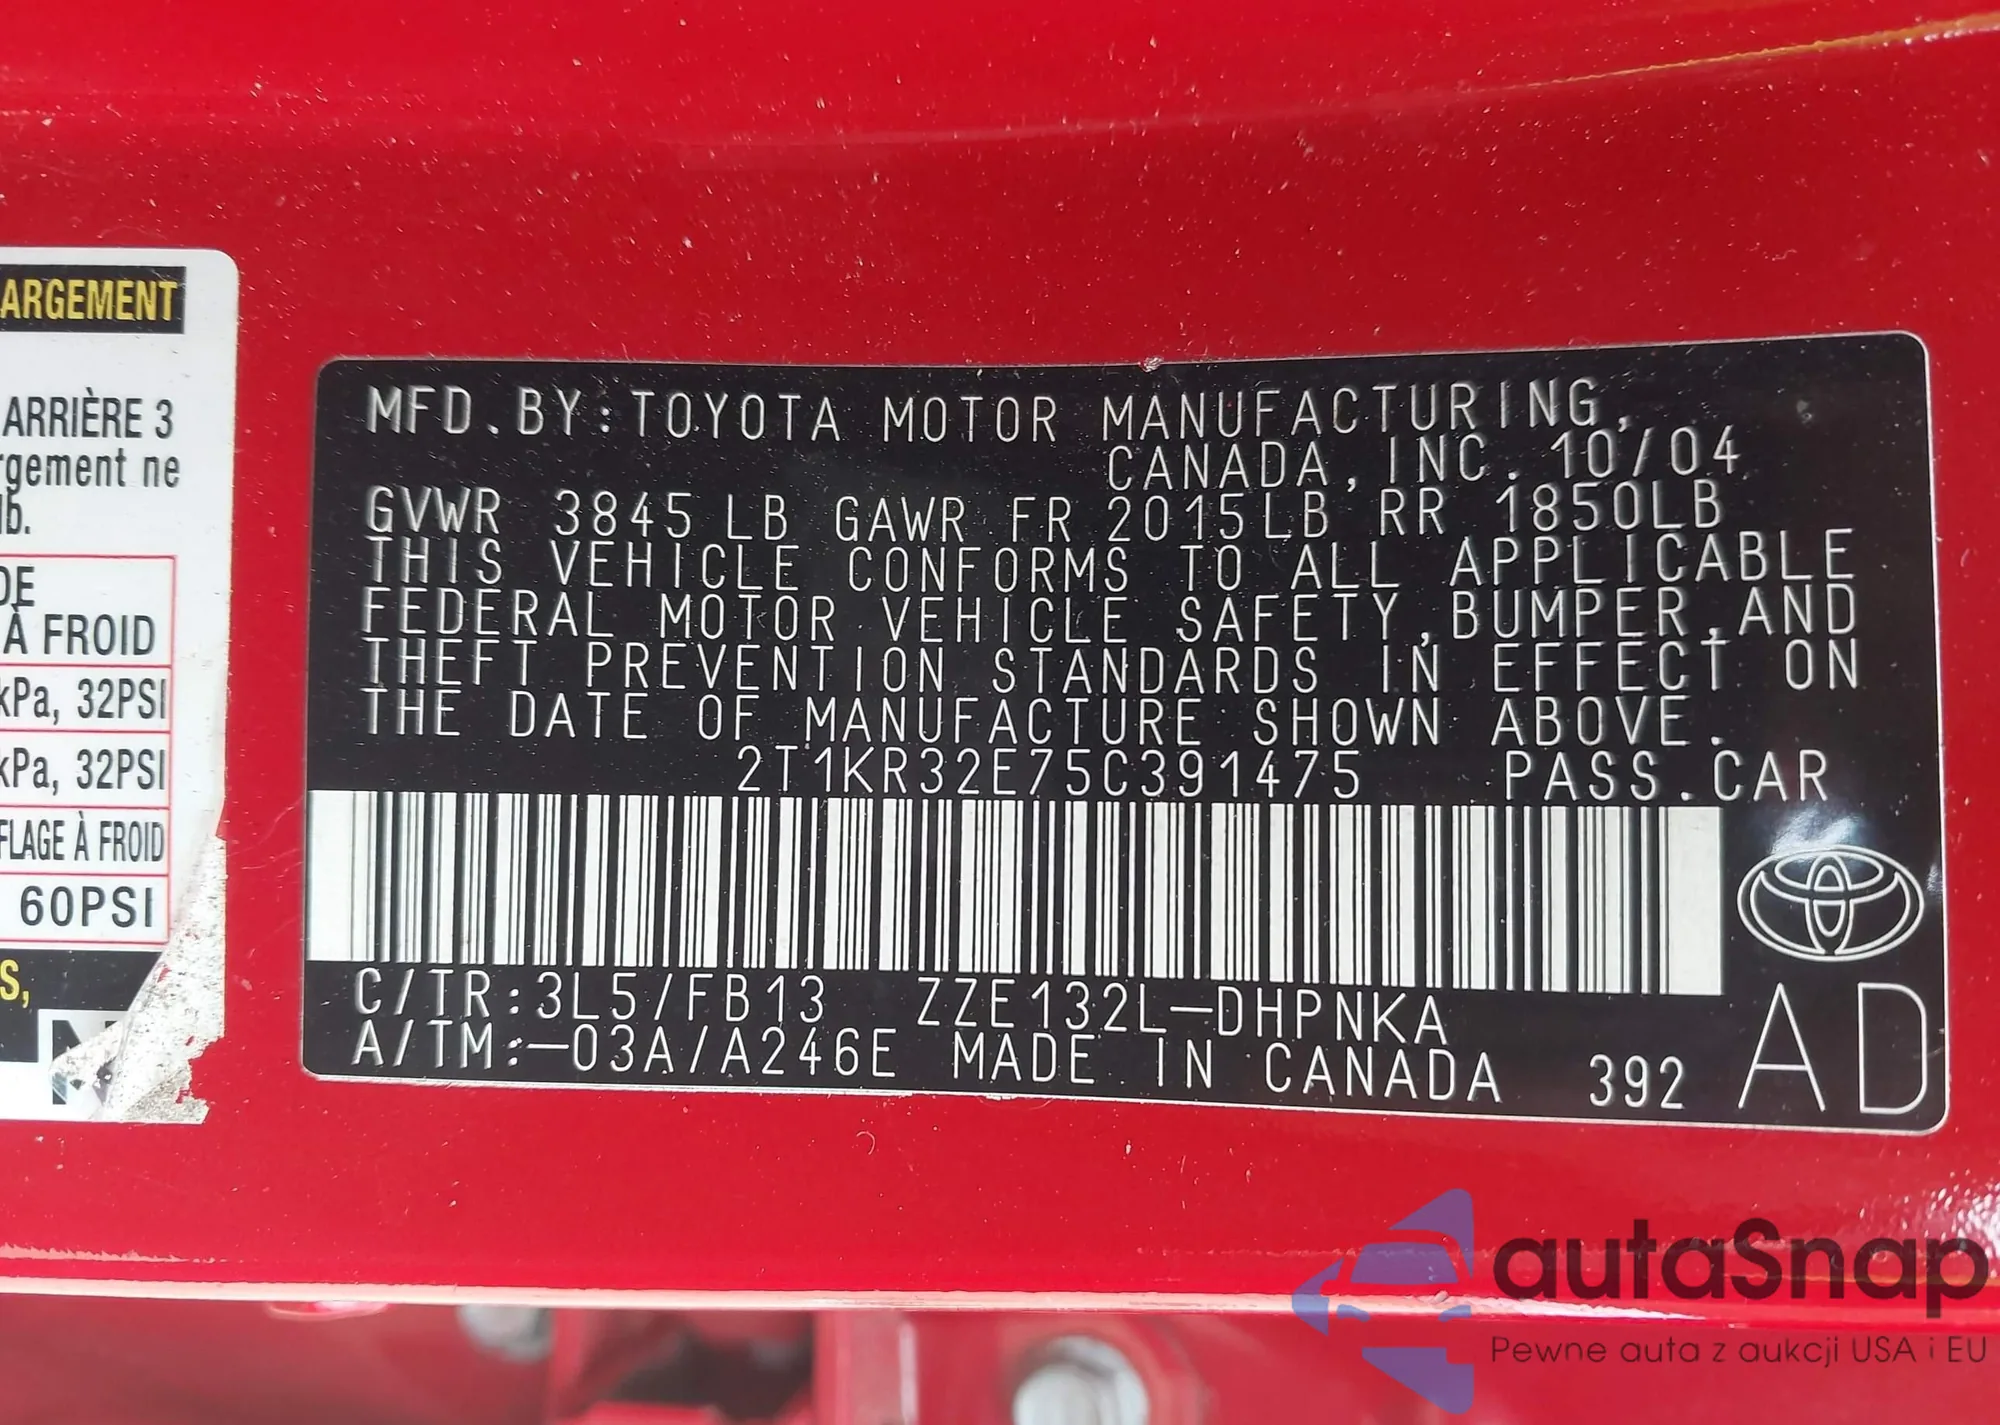 ARGEMENT
ARRIÈRE 3
rgement ne
lb.
DE
À FROID
kPa, 32PSI
kPa, 32PSI
FLAGE À FROID
60PSI
S,
N
MFD.BY:TOYOTA MOTOR MANUFACTURING,
CANADA,INC. 10/04
GVWR 3845LB GAWR FR 2015LB RR 1850LB
THIS VEHICLE CONFORMS TO ALL APPLICABLE
FEDERAL MOTOR VEHICLE SAFETY,BUMPER,AND
THEFT PREVENTION STANDARDS IN EFFECT ON
THE DATE OF MANUFACTURE SHOWN ABOVE.
2T1KR32E75C391475 PASS.CAR
C/TR:3L5/FB13 ZZE132L-DHPNKA
A/TM:-03A/A246E MADE IN CANADA 392 AD
autaSnap
Pewne auta z aukcji USA i EU